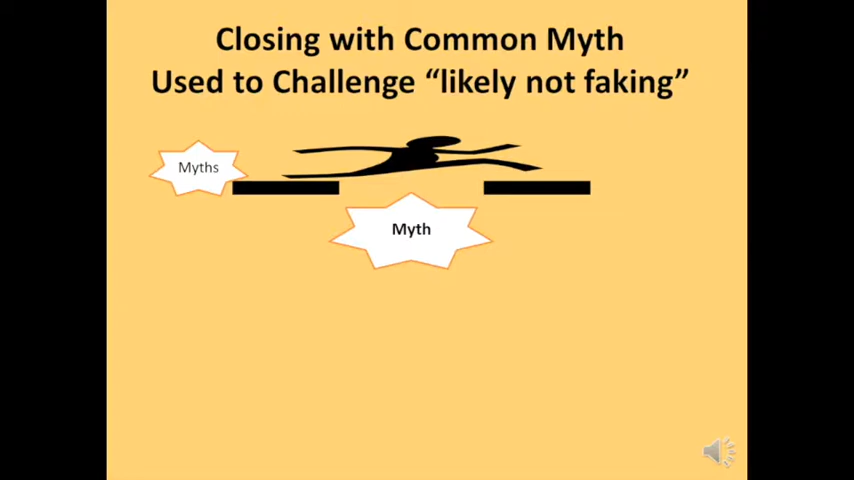 Closing with Common Myth
Used to Challenge “likely not faking”
Myths
Myth